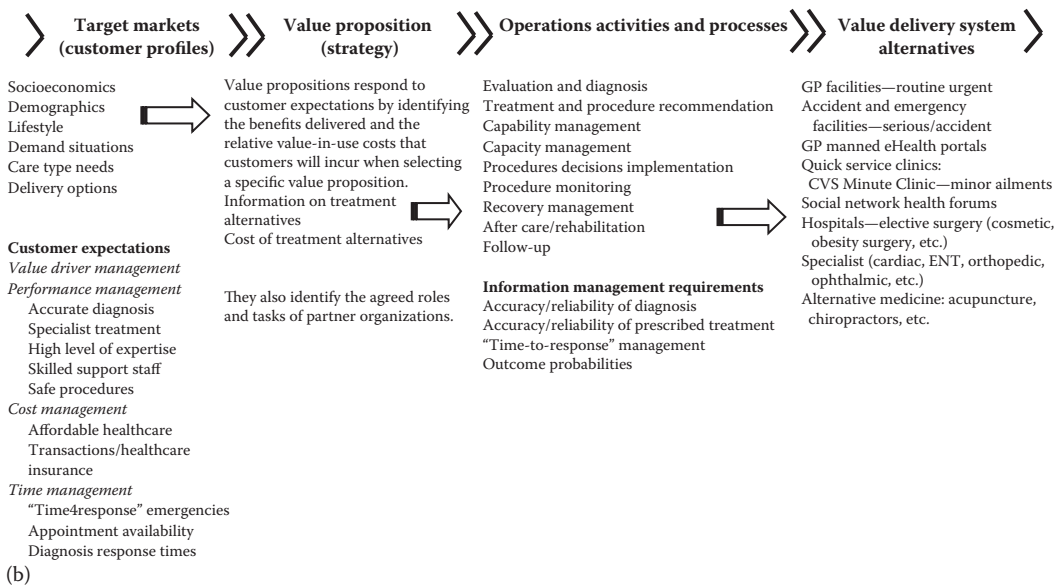 Target markets
(customer profiles)
Value proposition
(strategy)
Operations activities and processes
Value delivery system
alternatives
Socioeconomics
Demographics
Lifestyle
Demand situations
Care type needs
Delivery options
Customer expectations
Value driver management
Performance management
Accurate diagnosis
Specialist treatment
High level of expertise
Skilled support staff
Safe procedures
Cost management
Affordable healthcare
Transactions/healthcare
insurance
Time management
“Time4response” emergencies
Appointment availability
Diagnosis response times
Value propositions respond to
customer expectations by identifying
the benefits delivered and the
relative value-in-use costs that
customers will incur when selecting
a specific value proposition.
Information on treatment
alternatives
Cost of treatment alternatives
They also identify the agreed roles
and tasks of partner organizations.
Evaluation and diagnosis
Treatment and procedure recommendation
Capability management
Capacity management
Procedures decisions implementation
Procedure monitoring
Recovery management
After care/rehabilitation
Follow-up
Information management requirements
Accuracy/reliability of diagnosis
Accuracy/reliability of prescribed treatment
“Time-to-response” management
Outcome probabilities
GP facilities—routine urgent
Accident and emergency
facilities—serious/accident
GP manned eHealth portals
Quick service clinics:
CVS Minute Clinic—minor ailments
Social network health forums
Hospitals—elective surgery (cosmetic,
obesity surgery, etc.)
Specialist (cardiac, ENT, orthopedic,
ophthalmic, etc.)
Alternative medicine: acupuncture,
chiropractors, etc.
(b)